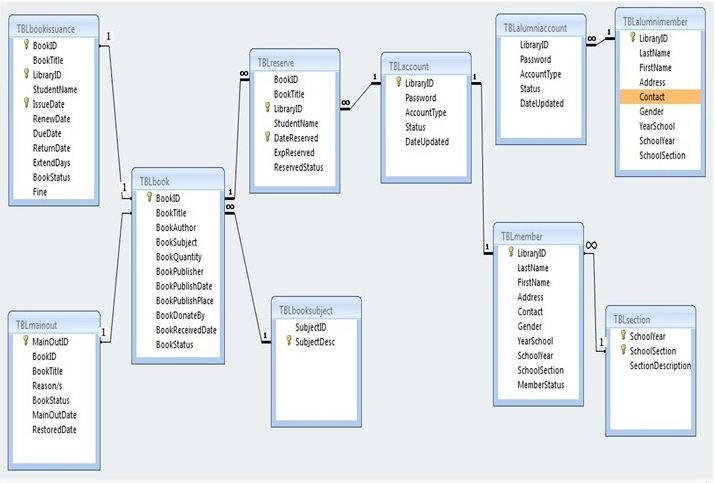 TBLbookissuance
BookID
BookTitle
LibraryID
StudentName
IssueDate
RenewDate
DueDate
ReturnDate
ExtendDays
BookStatus
Fine
1
1
TBLmainout
MainOutID
BookID
BookTitle
Reason/s
BookStatus
MainOutDate
RestoredDate
1
TBLbook
BookID
BookTitle
BookAuthor
BookSubject
BookQuantity
BookPublisher
BookPublishDate
BookPublishPlace
BookDonateBy
BookReceivedDate
BookStatus
1
∞
∞
TBLreserve
BookID
BookTitle
LibraryID
StudentName
DateReserved
ExpReserved
ReservedStatus
∞
1
TBLbooksubject
SubjectID
SubjectDesc
1
TBLaccount
LibraryID
Password
AccountType
Status
DateUpdated
1
1
TBLalumniaccount
LibraryID
Password
AccountType
Status
DateUpdated
∞
1
TBLalumnimember
LibraryID
LastName
FirstName
Address
Contact
Gender
YearSchool
SchoolYear
SchoolSection
TBLmember
LibraryID
LastName
FirstName
Address
Contact
Gender
YearSchool
SchoolYear
SchoolSection
MemberStatus
∞
1
TBLsection
SchoolYear
SchoolSection
SectionDescription